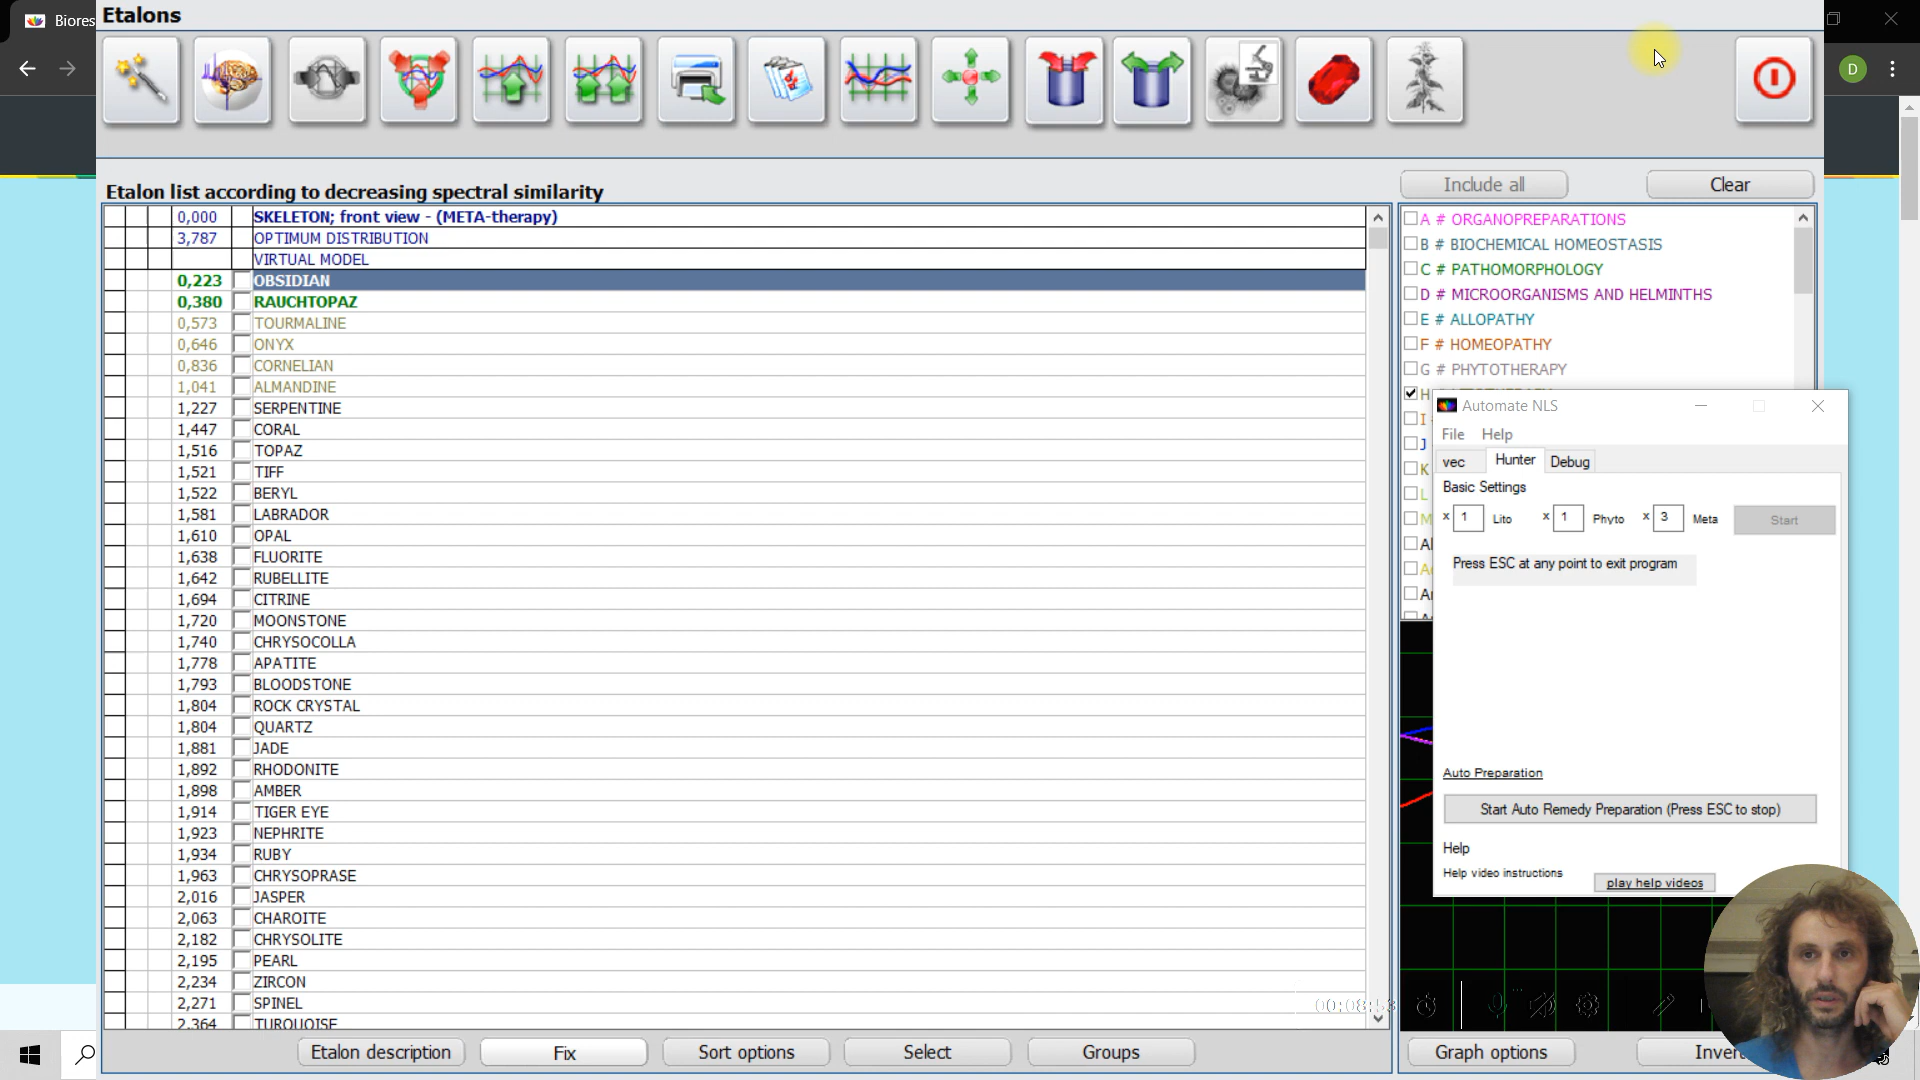 Biores
Etalons
D
Etalon list according to decreasing spectral similarity
Include all
Clear
0,000 SKELETON; front view - (META-therapy)
3,787 OPTIMUM DISTRIBUTION
VIRTUAL MODEL
0,223 OBSIDIAN
0,380 RAUCHTOPAZ
0,573 TOURMALINE
0,646 ONYX
0,836 CORNELIAN
1,041 ALMANDINE
1,227 SERPENTINE
1,447 CORAL
1,516 TOPAZ
1,521 TIFF
1,522 BERYL
1,581 LABRADOR
1,610 OPAL
1,638 FLUORITE
1,642 RUBELLITE
1,694 CITRINE
1,720 MOONSTONE
1,740 CHRYSOCOLLA
1,778 APATITE
1,793 BLOODSTONE
1,804 ROCK CRYSTAL
1,804 QUARTZ
1,881 JADE
1,892 RHODONITE
1,898 AMBER
1,914 TIGER EYE
1,923 NEPHRITE
1,934 RUBY
1,963 CHRYSOPRASE
2,016 JASPER
2,063 CHAROITE
2,182 CHRYSOLITE
2,195 PEARL
2,234 ZIRCON
2,271 SPINEL
2,364 TURQUOISE
A # ORGANOPREPARATIONS
B # BIOCHEMICAL HOMEOSTASIS
C # PATHOMORPHOLOGY
D # MICROORGANISMS AND HELMINTHS
E # ALLOPATHY
F # HOMEOPATHY
G # PHYTOTHERAPY
H
I
J
K
L
M
Automate NLS
File Help
vec Hunter Debug
Basic Settings
x 1 Lito x 1 Phyto x 3 Meta Start
Press ESC at any point to exit program
Auto Preparation
Start Auto Remedy Preparation (Press ESC to stop)
Help
Help video instructions play help videos
00:08:53
Etalon description Fix Sort options Select Groups
Graph options Invert